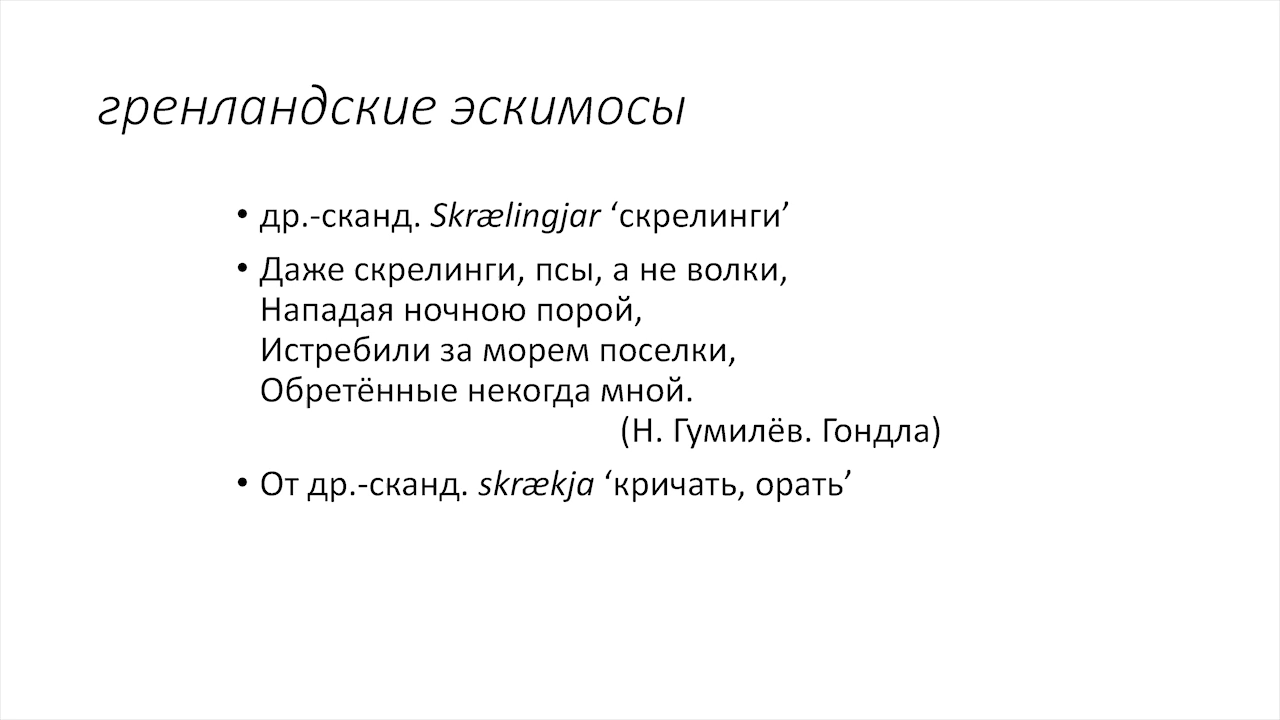 гренландские эскимосы
• др.-сканд. Skrælingjar ‘скрелинги’
• Даже скрелинги, псы, а не волки,
Нападая ночною порой,
Истребили за морем поселки,
Обретённые некогда мной.
(Н. Гумилёв. Гондла)
• От др.-сканд. skrækja ‘кричать, орать’